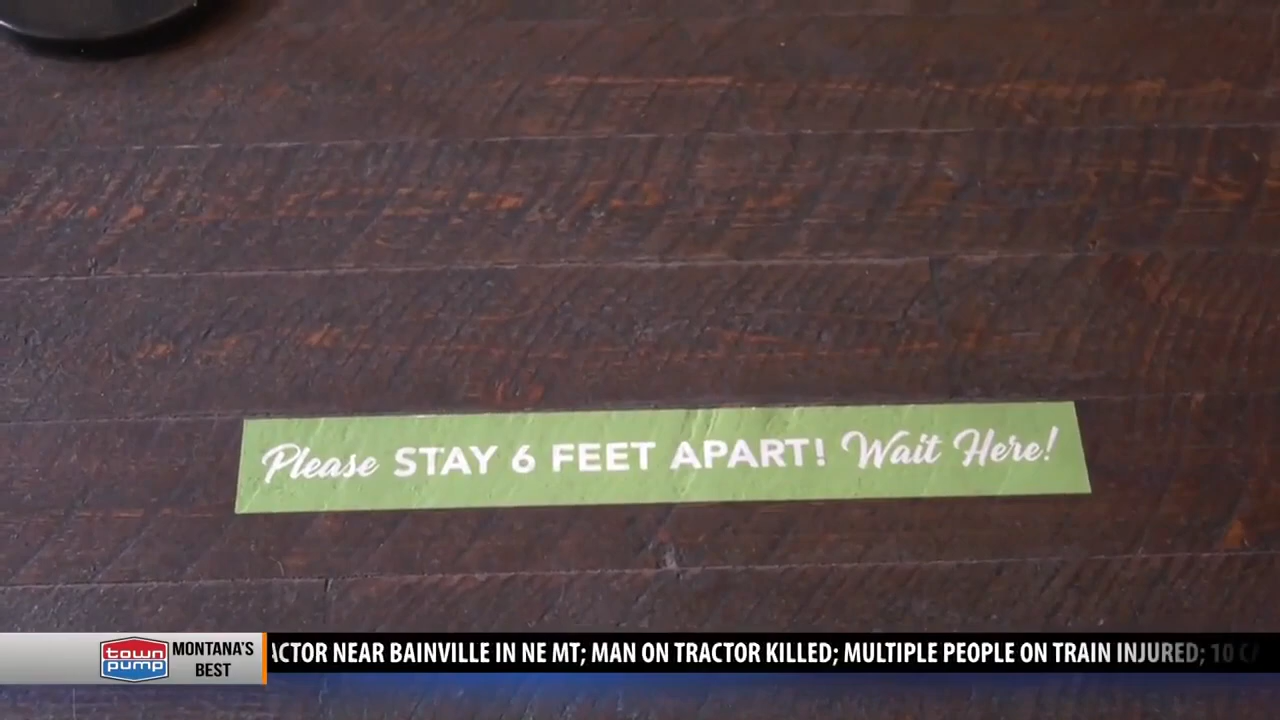 Please STAY 6 FEET APART! Wait Here!
town
pump
MONTANA'S
BEST
NEAR BAINVILLE IN NE MT; MAN ON TRACTOR KILLED; MULTIPLE PEOPLE ON TRAIN INJURED; 10